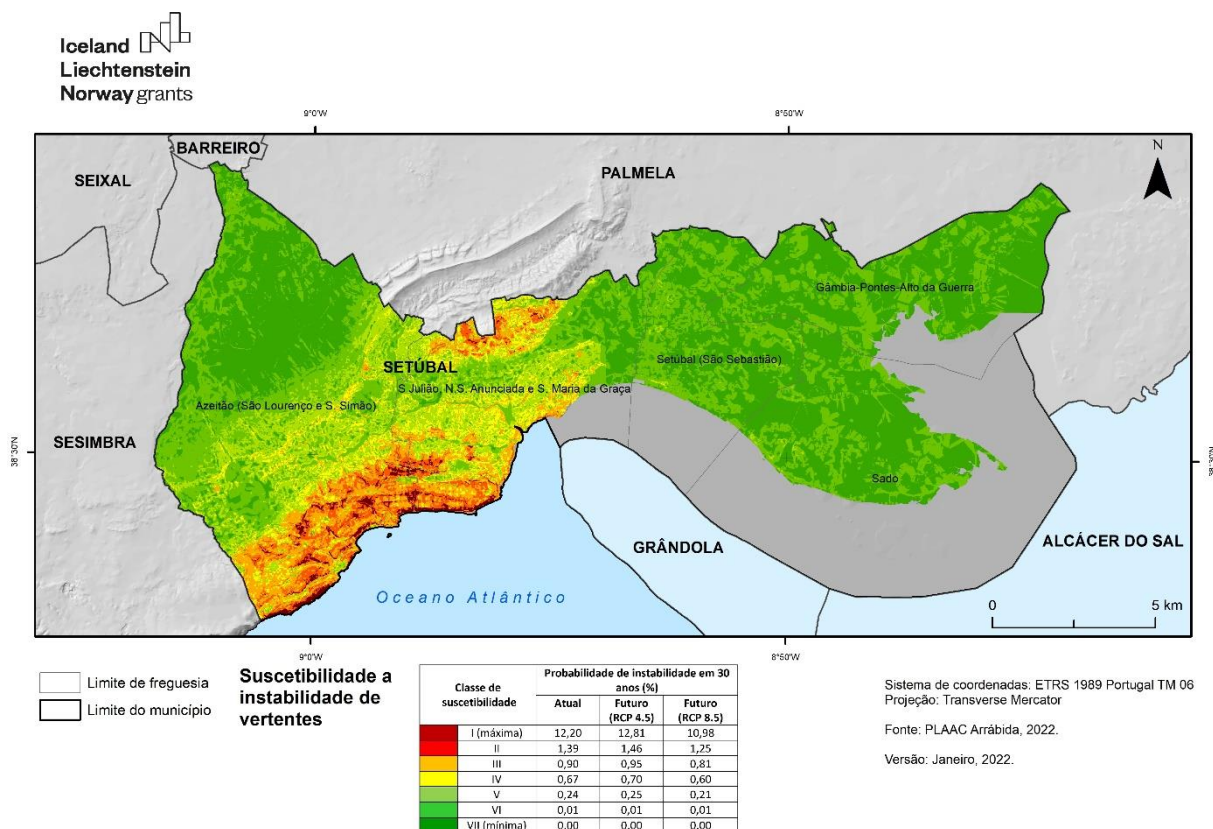 Iceland
Liechtenstein
Norway grants
9°0'W
8°50'W
BARREIRO
SEIXAL
PALMELA
N
Gâmbia-Pontes-Alto da Guerra
SETÚBAL
Setubal (São Sebastião)
S.Julião, N.S. Anunciada e S. Maria da Graça
Azeitão (São Lourenço e S. Simão)
SESIMBRA
38°30'N
Sado
GRÂNDOLA
ALCÁCER DO SAL
Oceano Atlântico
0 5 km
9°0'W
8°50'W
Limite de freguesia
Limite do município
Suscetibilidade a
instabilidade de
vertentes
Classe de
suscetibilidade
Probabilidade de instabilidade em 30
anos (%)
Atual
Futuro
(RCP 4.5)
Futuro
(RCP 8.5)
I (máxima) 12,20 12,81 10,98
II 1,39 1,46 1,25
III 0,90 0,95 0,81
IV 0,67 0,70 0,60
V 0,24 0,25 0,21
VI 0,01 0,01 0,01
VII (mínima) 0,00 0,00 0,00
Sistema de coordenadas: ETRS 1989 Portugal TM 06
Projeção: Transverse Mercator
Fonte: PLAAC Arrábida, 2022.
Versão: Janeiro, 2022.